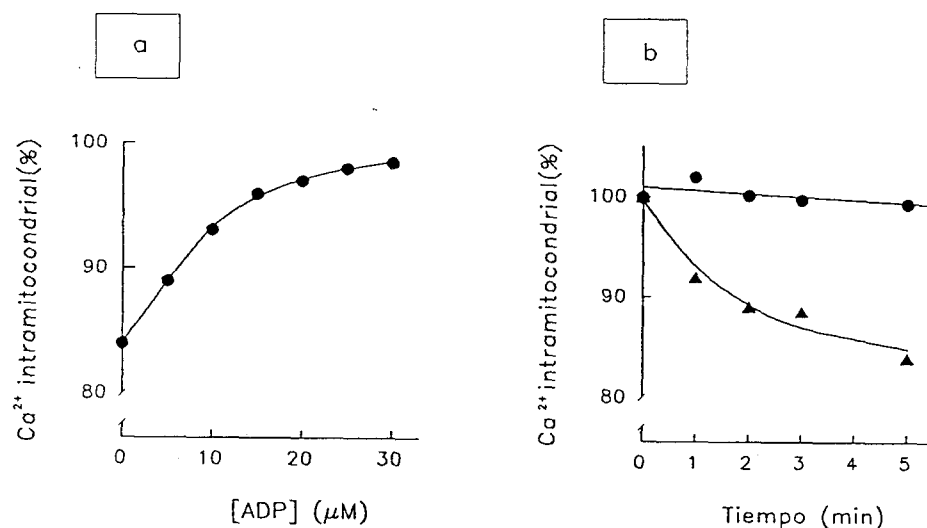 a
b
Ca²⁺ intramitocondrial(%)
100
90
80
0
10
20
30
[ADP] (μM)
Ca²⁺ intramitocondrial(%)
100
90
80
0
1
2
3
4
5
Tiempo (min)